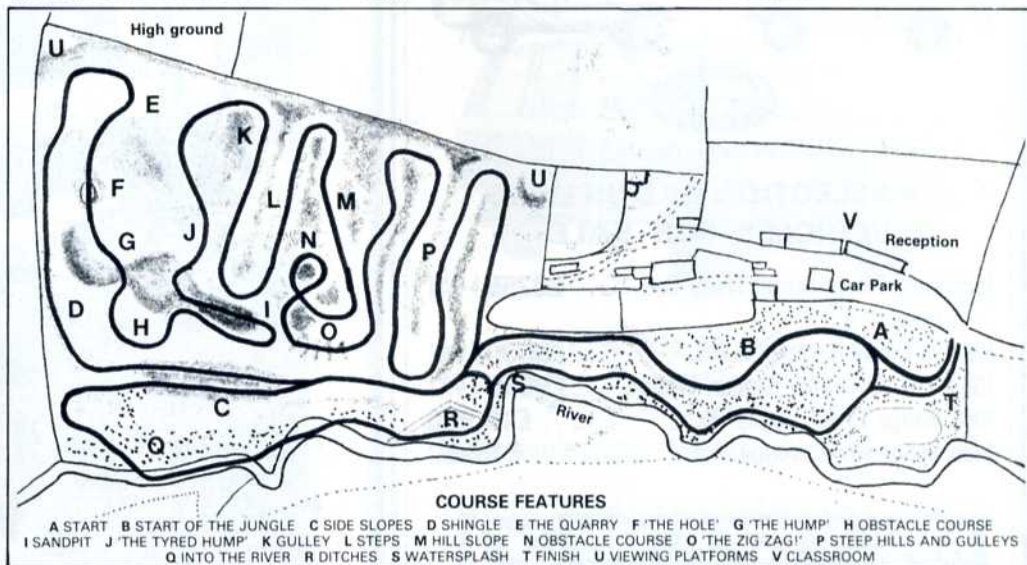 High ground
U
E
K
F
L
M
U
V
Reception
G
J
N
P
Car Park
D
H
I
O
B
A
C
S
T
R
River
Q
COURSE FEATURES
A START B START OF THE JUNGLE C SIDE SLOPES D SHINGLE E THE QUARRY F 'THE HOLE' G 'THE HUMP' H OBSTACLE COURSE
I SANDPIT J 'THE TYRED HUMP' K GULLEY L STEPS M HILL SLOPE N OBSTACLE COURSE O 'THE ZIG ZAG!' P STEEP HILLS AND GULLEYS
Q INTO THE RIVER R DITCHES S WATERSPLASH T FINISH U VIEWING PLATFORMS V CLASSROOM